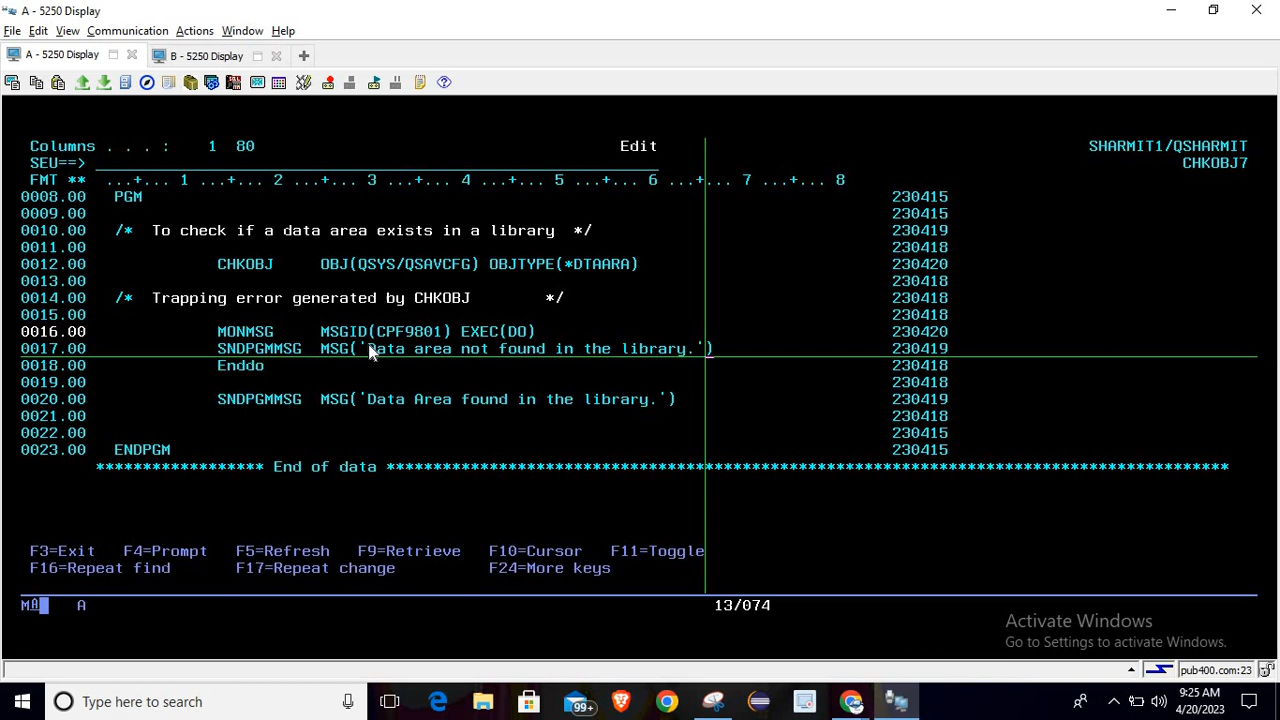 A - 5250 Display
File Edit View Communication Actions Window Help
A - 5250 Display B - 5250 Display
Columns . . . : 1 80 Edit SHARMIT1/QSHARMIT
SEU==> CHKOBJ7
FMT ** ...+... 1 ...+... 2 ...+... 3 ...+... 4 ...+... 5 ...+... 6 ...+... 7 ...+... 8
0008.00 PGM 230415
0009.00 230415
0010.00 /* To check if a data area exists in a library */ 230419
0011.00 230418
0012.00 CHKOBJ OBJ(QSYS/QSAVCFG) OBJTYPE(*DTAARA) 230420
0013.00 230418
0014.00 /* Trapping error generated by CHKOBJ */ 230418
0015.00 230418
0016.00 MONMSG MSGID(CPF9801) EXEC(DO) 230420
0017.00 SNDPGMMSG MSG('Data area not found in the library.') 230419
0018.00 Enddo 230418
0019.00 230418
0020.00 SNDPGMMSG MSG('Data Area found in the library.') 230419
0021.00 230418
0022.00 230415
0023.00 ENDPGM 230415
****************** End of data ******************************************************************************************
F3=Exit F4=Prompt F5=Refresh F9=Retrieve F10=Cursor F11=Toggle
F16=Repeat find F17=Repeat change F24=More keys
MA A 13/074
Activate Windows
Go to Settings to activate Windows.
pub400.com:23
Type here to search 99+ 9:25 AM
4/20/2023